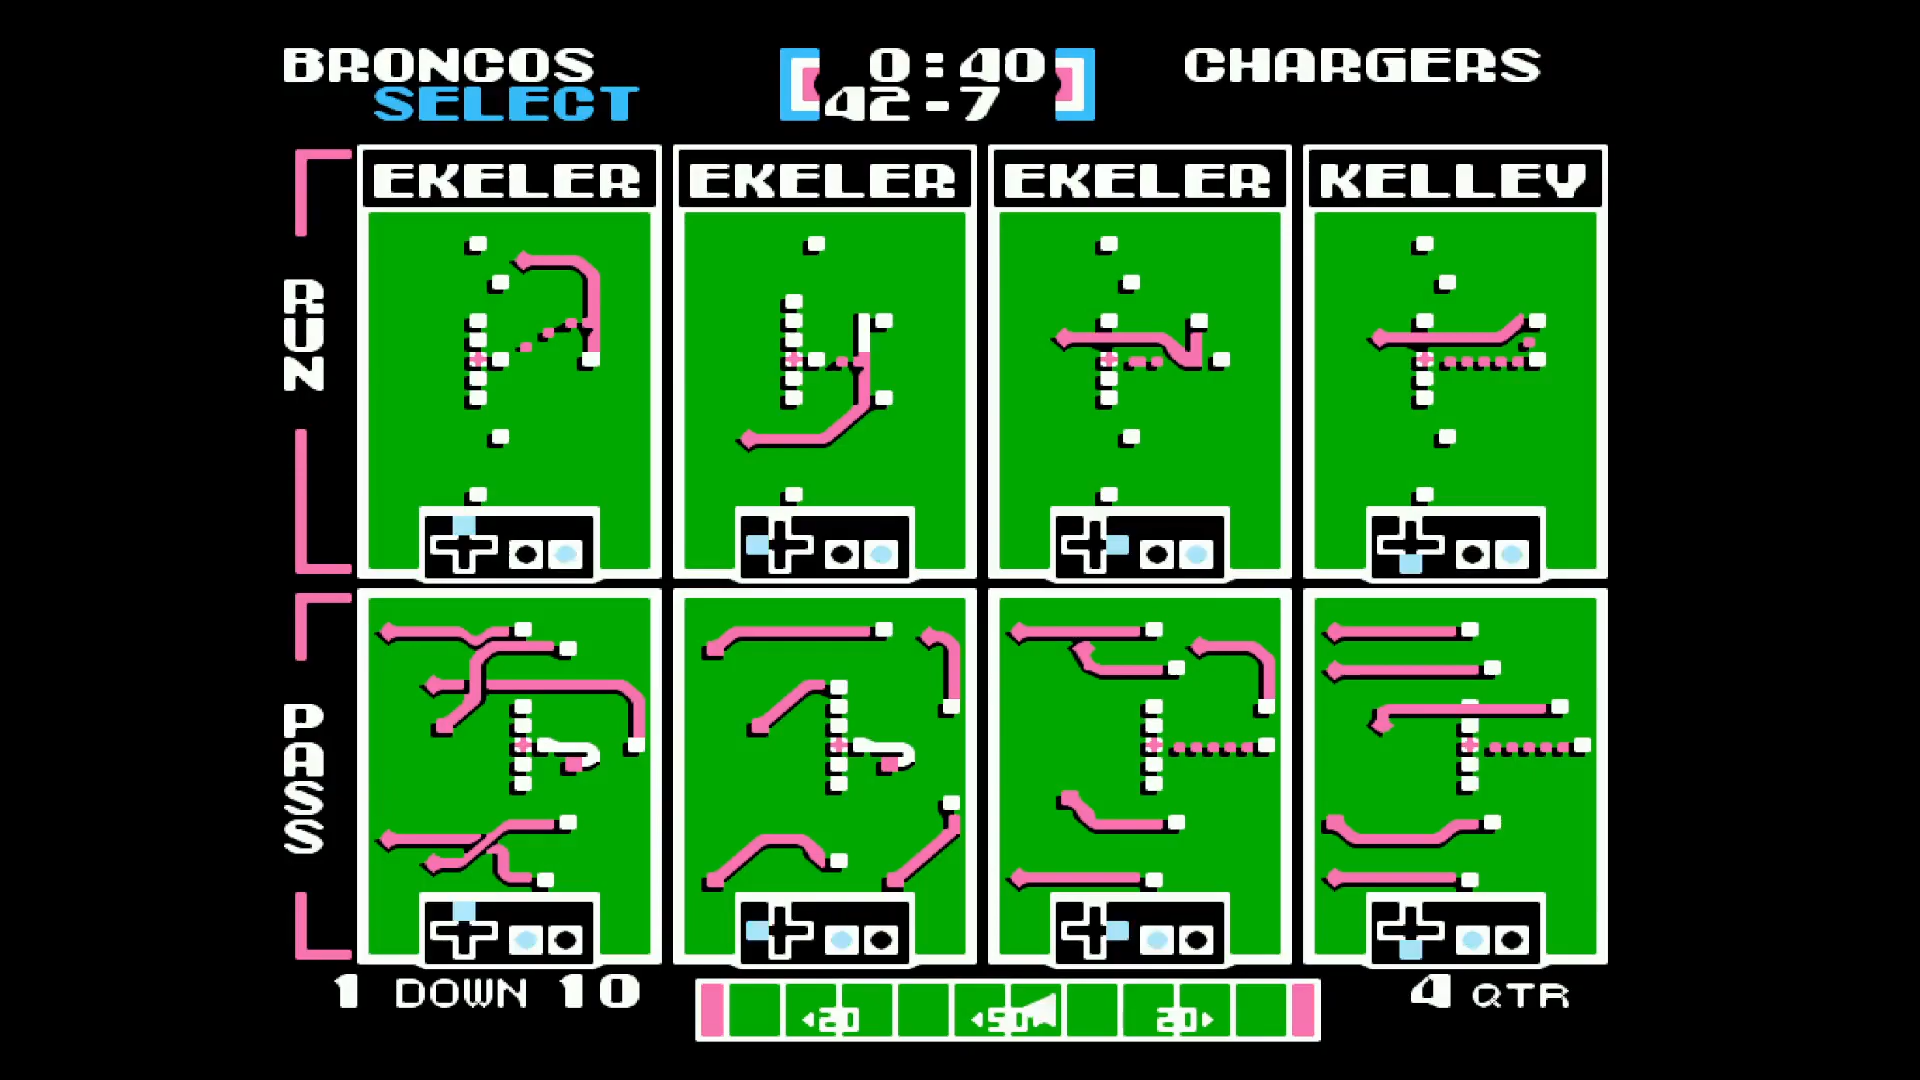 BRONCOS 0:40 CHARGERS
SELECT 42-7
EKELER EKELER EKELER KELLEY
RUN
PASS
1 DOWN 10 4 QTR
20 50 20